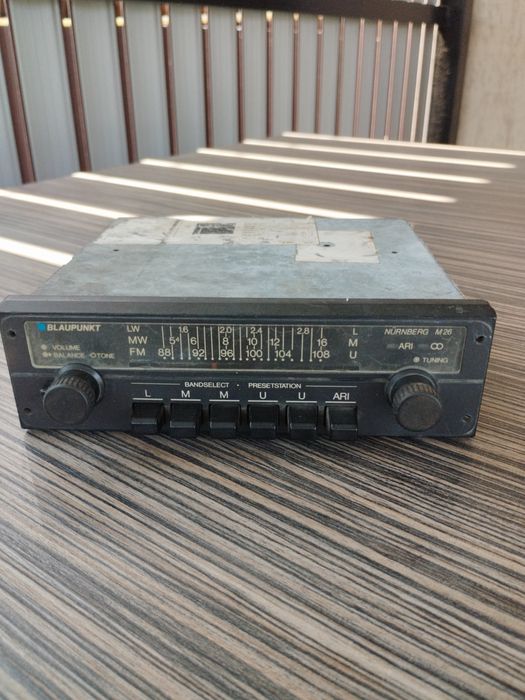 BLAUPUNKT
VOLUME
BALANCE TONE
LW 1,6 2,0 2,4 2,8 L
MW 5⁴ 6 8 10 12 16 M
FM 88 92 96 100 104 108 U
NÜRNBERG M26
ARI
TUNING
BANDSELECT • PRESETSTATION
L M M U U ARI